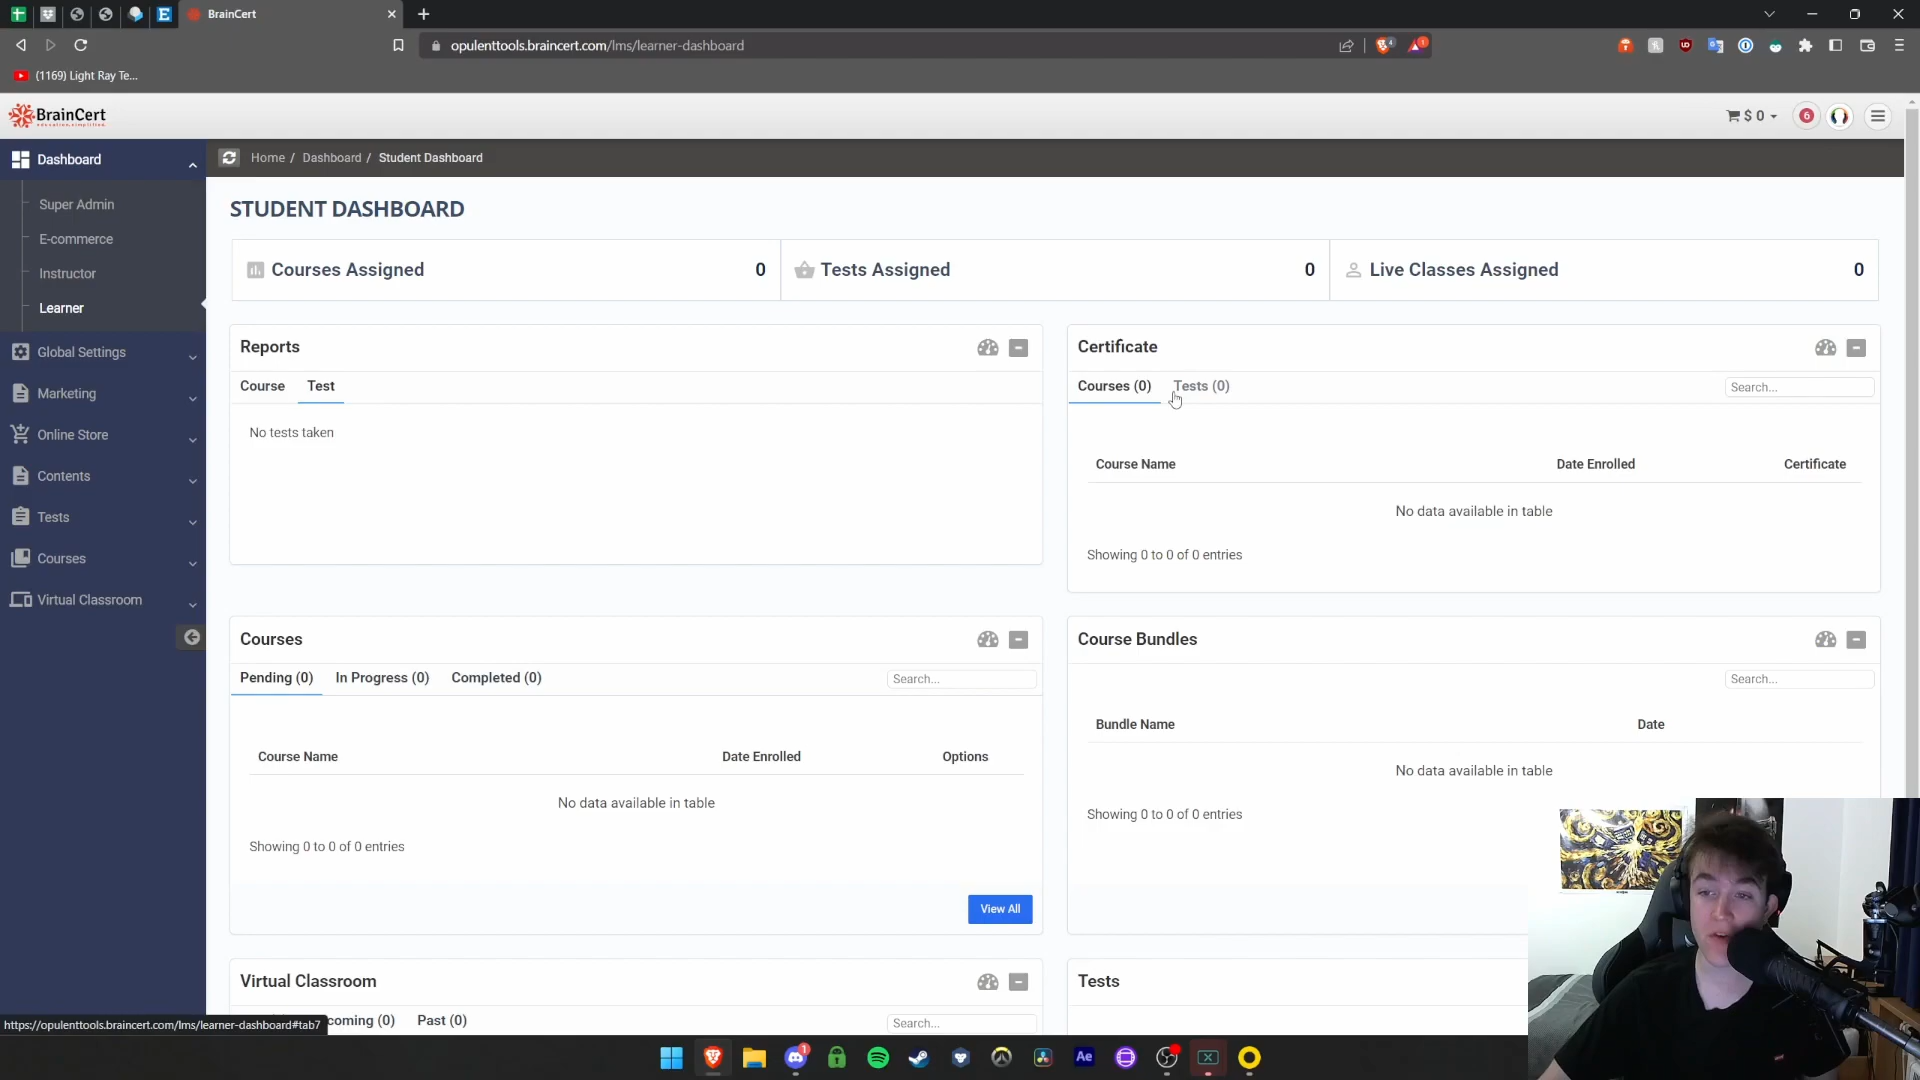 BrainCert
opulenttools.braincert.com/lms/learner-dashboard
4
1
(1169) Light Ray Te...
BrainCert
education.simplified.
$ 0
6
Dashboard
Home / Dashboard / Student Dashboard
Super Admin
E-commerce
Instructor
Learner
Global Settings
Marketing
Online Store
Contents
Tests
Courses
Virtual Classroom
STUDENT DASHBOARD
Courses Assigned 0
Tests Assigned 0
Live Classes Assigned 0
Reports
Course Test
No tests taken
Certificate
Courses (0) Tests (0) Search...
Course Name Date Enrolled Certificate
No data available in table
Showing 0 to 0 of 0 entries
Courses
Pending (0) In Progress (0) Completed (0) Search...
Course Name Date Enrolled Options
No data available in table
Showing 0 to 0 of 0 entries
View All
Course Bundles
Search...
Bundle Name Date
No data available in table
Showing 0 to 0 of 0 entries
Virtual Classroom
coming (0) Past (0) Search...
Tests
https://opulenttools.braincert.com/lms/learner-dashboard#tab7
1
Ae